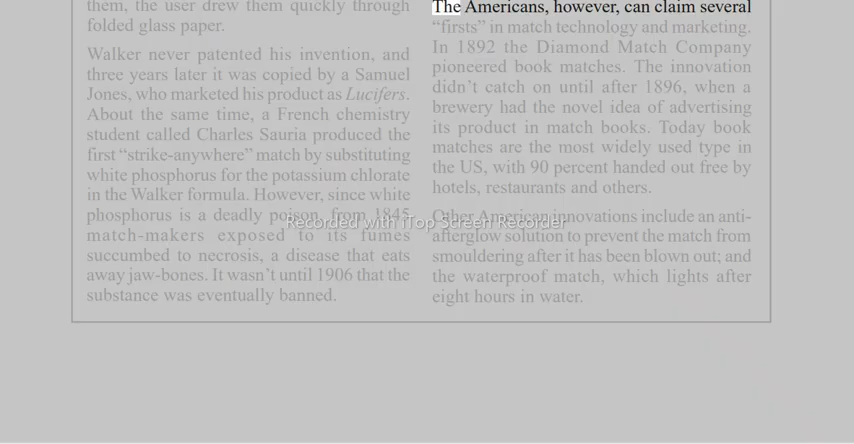 them, the user drew them quickly through
folded glass paper.
Walker never patented his invention, and
three years later it was copied by a Samuel
Jones, who marketed his product as Lucifers.
About the same time, a French chemistry
student called Charles Sauria produced the
first “strike-anywhere” match by substituting
white phosphorus for the potassium chlorate
in the Walker formula. However, since white
phosphorus is a deadly poison, from 1845
match-makers exposed to its fumes
succumbed to necrosis, a disease that eats
away jaw-bones. It wasn’t until 1906 that the
substance was eventually banned.
The Americans, however, can claim several
“firsts” in match technology and marketing.
In 1892 the Diamond Match Company
pioneered book matches. The innovation
didn’t catch on until after 1896, when a
brewery had the novel idea of advertising
its product in match books. Today book
matches are the most widely used type in
the US, with 90 percent handed out free by
hotels, restaurants and others.
Other American innovations include an anti-
afterglow solution to prevent the match from
smouldering after it has been blown out; and
the waterproof match, which lights after
eight hours in water.
Recorded with iTop Screen Recorder